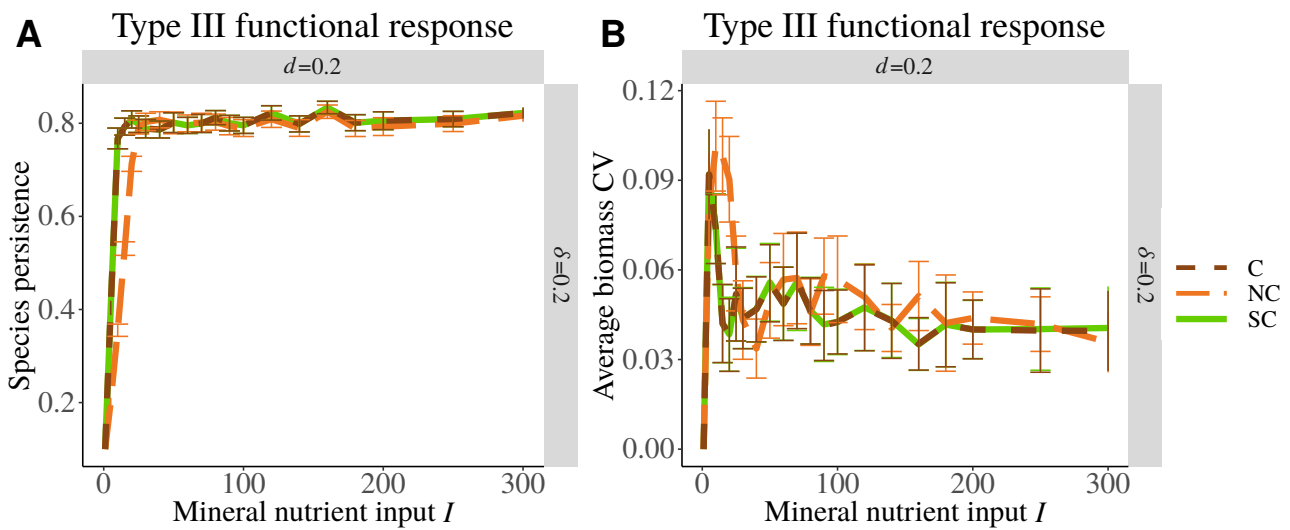 A
Type III functional response
d=0.2
Species persistence
0.8
0.6
0.4
0.2
δ=0.2
0
100
200
300
Mineral nutrient input I
B
Type III functional response
d=0.2
Average biomass CV
0.12
0.09
0.06
0.03
0.00
δ=0.2
0
100
200
300
Mineral nutrient input I
C
NC
SC